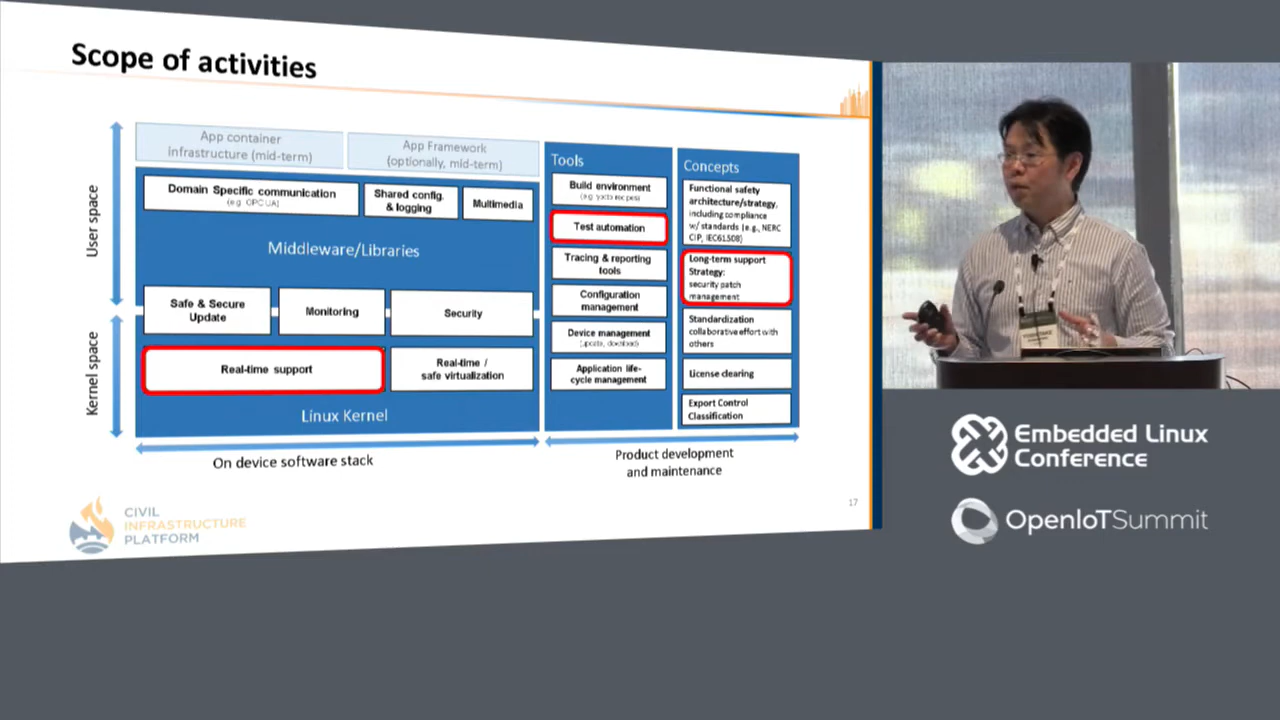 Scope of activities
App container
infrastructure (mid-term)
App Framework
(optionally, mid-term)
User space
Kernel space
Domain Specific communication
(e.g. OPC UA)
Shared config.
& logging
Multimedia
Middleware/Libraries
Safe & Secure
Update
Monitoring
Security
Real-time support
Real-time /
safe virtualization
Linux Kernel
On device software stack
Tools
Build environment
(e.g. yocto recipes)
Test automation
Tracing & reporting
tools
Configuration
management
Device management
(update, download)
Application life-
cycle management
Concepts
Functional safety
architecture/strategy,
including compliance
w/ standards (e.g., NERC
CIP, IEC61508)
Long-term support
Strategy:
security patch
management
Standardization
collaborative effort with
others
License clearing
Export Control
Classification
Product development
and maintenance
CIVIL
INFRASTRUCTURE
PLATFORM
17
Embedded Linux
Conference
OpenIoTSummit